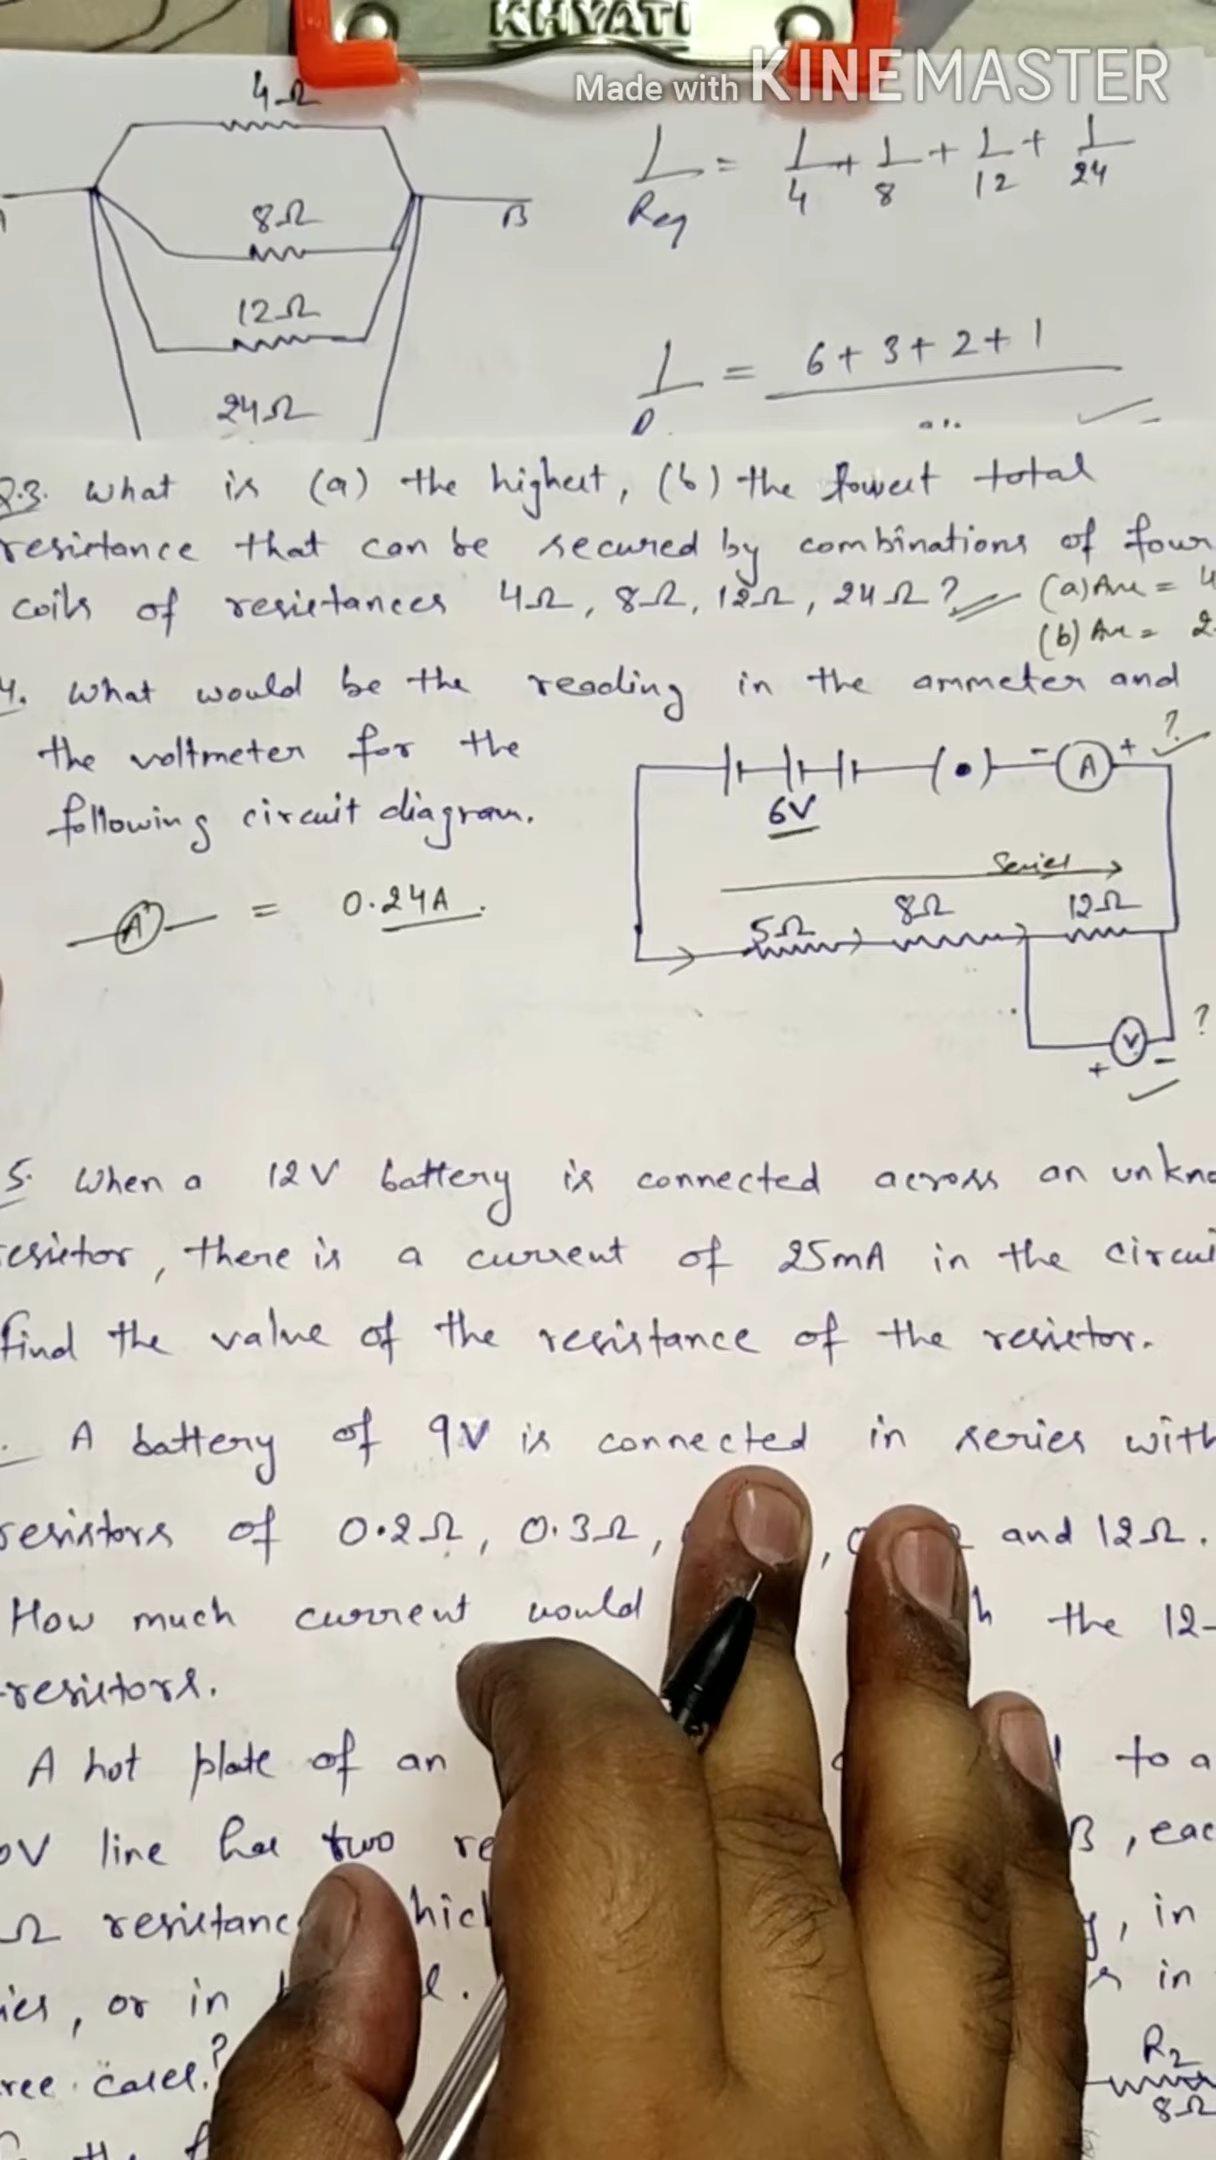 KHYATI
Made with KINEMASTER
4Ω
8Ω
B
12Ω
24Ω
1/Req = 1/4 + 1/8 + 1/12 + 1/24
1 = 6+3+2+1
Q.3. What is (a) the highest, (b) the lowest total
resistance that can be secured by combinations of four
coils of resistances 4Ω, 8Ω, 12Ω, 24Ω?
(a) Ans = 4
(b) Ans = 2.
4. What would be the reading in the ammeter and
the voltmeter for the
following circuit diagram.
A = 0.24A.
6V
- A + ?
Series
5Ω 8Ω 12Ω
+ V - ?
5. When a 12V battery is connected across an unkno
resistor, there is a current of 25mA in the circui
find the value of the resistance of the resistor.
A battery of 9V is connected in series with
resistors of 0.2Ω, 0.3Ω, and 12Ω.
How much current would the 12-
resistors.
A hot plate of an to a
0V line has two re B, eac
Ω resistance in
ies, or in in
ree cases?
R2
8Ω